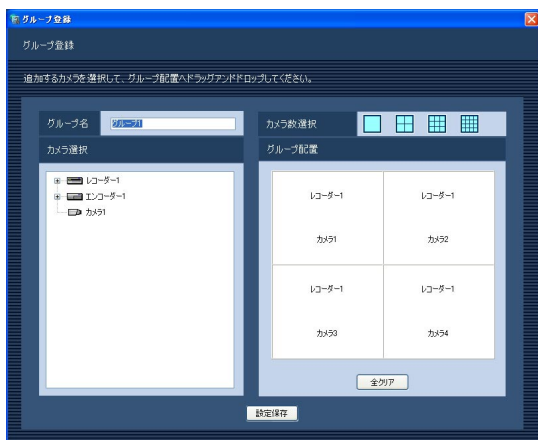 グループ登録
グループ登録
追加するカメラを選択して、グループ配置へドラッグアンドドロップしてください。
グループ名 グループ1
カメラ数選択
カメラ選択
グループ配置
レコーダー1
エンコーダー1
カメラ1
レコーダー1 レコーダー1
カメラ1 カメラ2
レコーダー1 レコーダー1
カメラ3 カメラ4
全クリア
設定保存